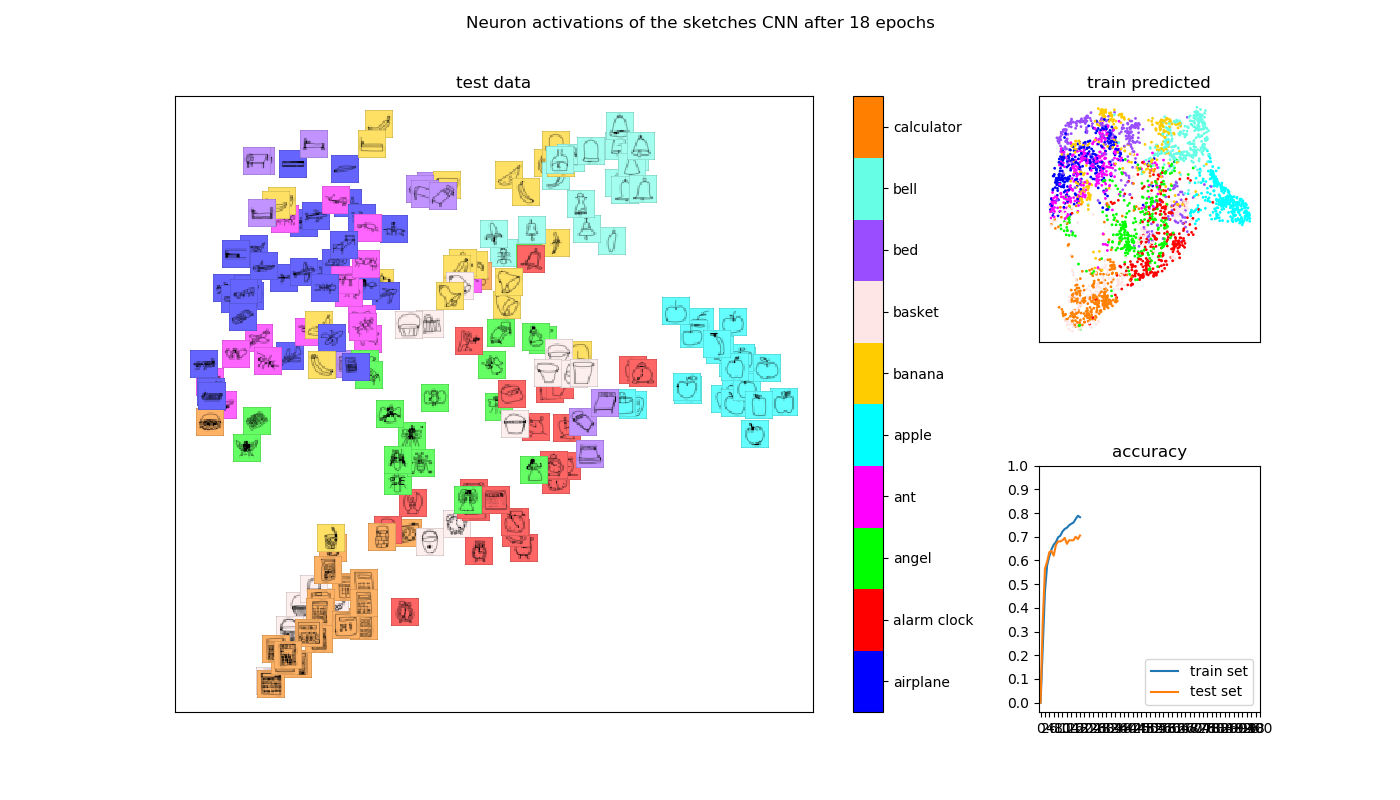 Neuron activations of the sketches CNN after 18 epochs
test data
calculator
bell
bed
basket
banana
apple
ant
angel
alarm clock
airplane
train predicted
accuracy
1.0
0.9
0.8
0.7
0.6
0.5
0.4
0.3
0.2
0.1
0.0
train set
test set